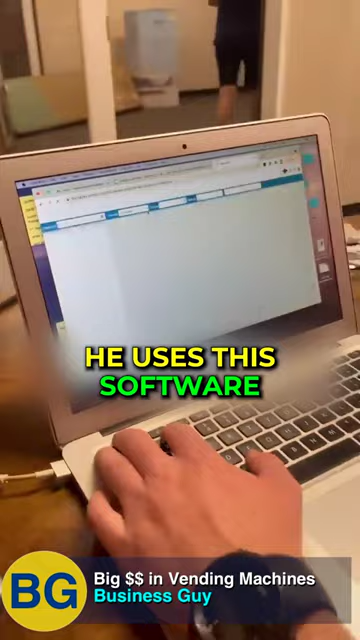 HE USES THIS
SOFTWARE
BG
Big $$ in Vending Machines
Business Guy